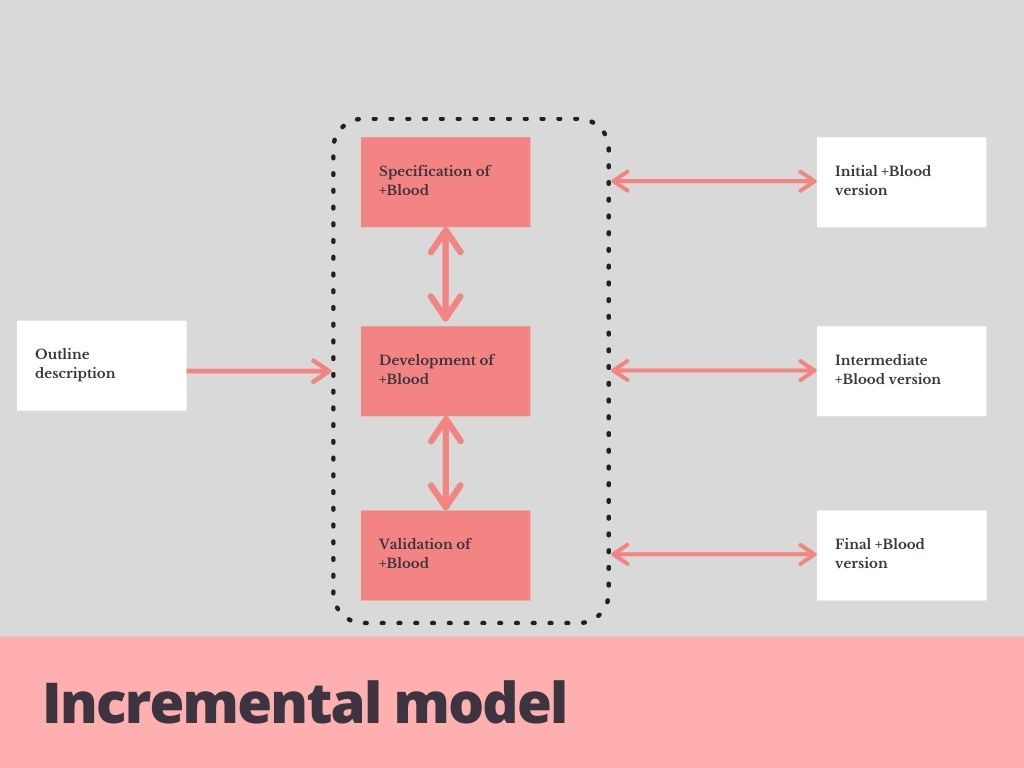 Specification of
+Blood
Initial +Blood
version
Outline
description
Development of
+Blood
Intermediate
+Blood version
Validation of
+Blood
Final +Blood
version
Incremental model